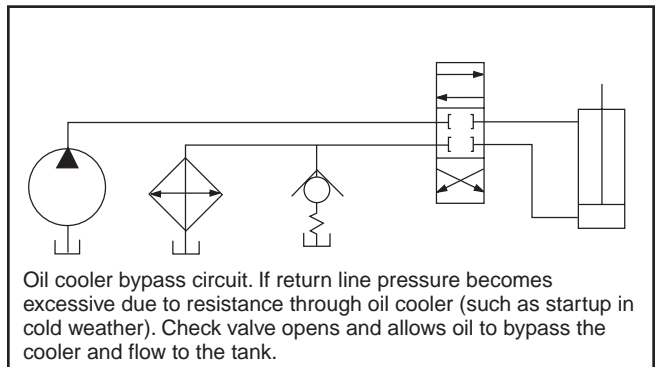 Oil cooler bypass circuit. If return line pressure becomes
excessive due to resistance through oil cooler (such as startup in
cold weather). Check valve opens and allows oil to bypass the
cooler and flow to the tank.